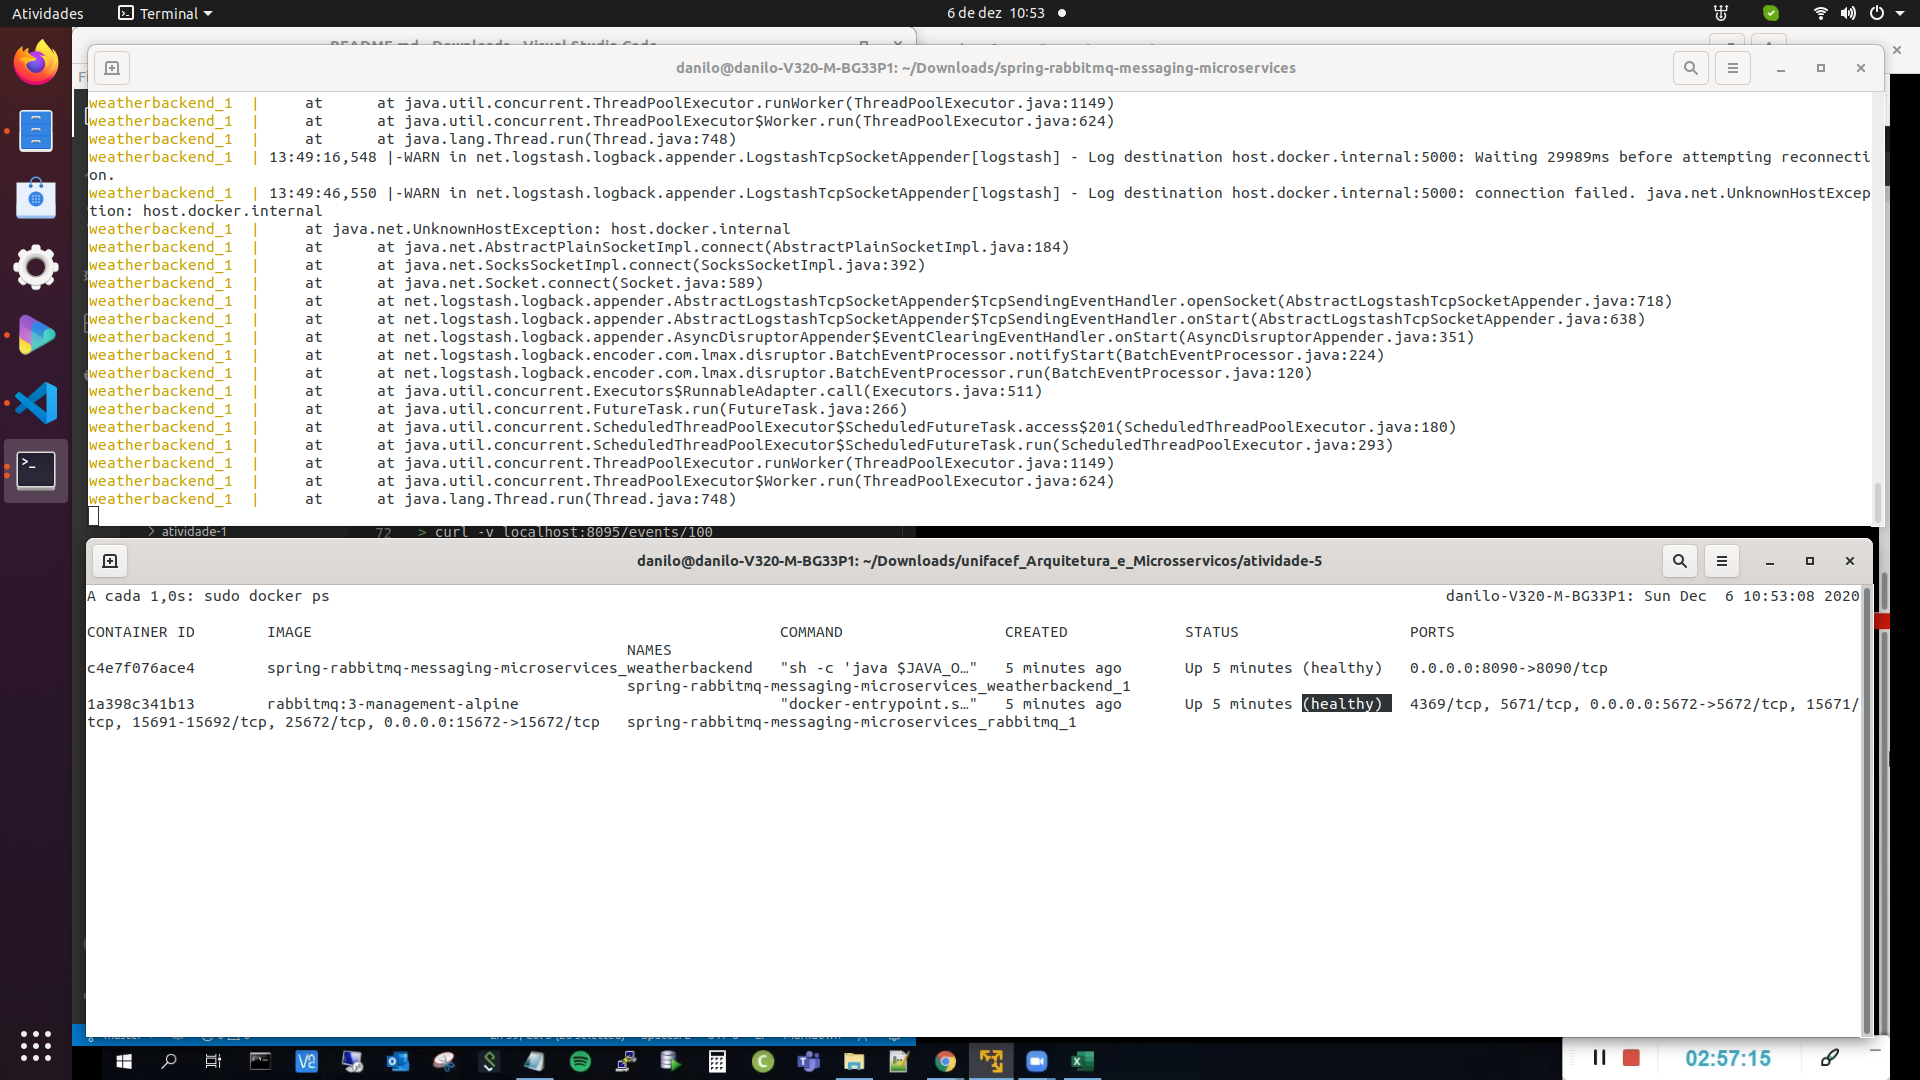 Atividades
Terminal
6 de dez 10:53
README.md - Downloads - Visual Studio Code
danilo@danilo-V320-M-BG33P1: ~/Downloads/spring-rabbitmq-messaging-microservices
weatherbackend_1  |     at      at java.util.concurrent.ThreadPoolExecutor.runWorker(ThreadPoolExecutor.java:1149)
weatherbackend_1  |     at      at java.util.concurrent.ThreadPoolExecutor$Worker.run(ThreadPoolExecutor.java:624)
weatherbackend_1  |     at      at java.lang.Thread.run(Thread.java:748)
weatherbackend_1  | 13:49:16,548 |-WARN in net.logstash.logback.appender.LogstashTcpSocketAppender[logstash] - Log destination host.docker.internal:5000: Waiting 29989ms before attempting reconnecti
on.
weatherbackend_1  | 13:49:46,550 |-WARN in net.logstash.logback.appender.LogstashTcpSocketAppender[logstash] - Log destination host.docker.internal:5000: connection failed. java.net.UnknownHostExcep
tion: host.docker.internal
weatherbackend_1  |     at java.net.UnknownHostException: host.docker.internal
weatherbackend_1  |     at      at java.net.AbstractPlainSocketImpl.connect(AbstractPlainSocketImpl.java:184)
weatherbackend_1  |     at      at java.net.SocksSocketImpl.connect(SocksSocketImpl.java:392)
weatherbackend_1  |     at      at java.net.Socket.connect(Socket.java:589)
weatherbackend_1  |     at      at net.logstash.logback.appender.AbstractLogstashTcpSocketAppender$TcpSendingEventHandler.openSocket(AbstractLogstashTcpSocketAppender.java:718)
weatherbackend_1  |     at      at net.logstash.logback.appender.AbstractLogstashTcpSocketAppender$TcpSendingEventHandler.onStart(AbstractLogstashTcpSocketAppender.java:638)
weatherbackend_1  |     at      at net.logstash.logback.appender.AsyncDisruptorAppender$EventClearingEventHandler.onStart(AsyncDisruptorAppender.java:351)
weatherbackend_1  |     at      at net.logstash.logback.encoder.com.lmax.disruptor.BatchEventProcessor.notifyStart(BatchEventProcessor.java:224)
weatherbackend_1  |     at      at net.logstash.logback.encoder.com.lmax.disruptor.BatchEventProcessor.run(BatchEventProcessor.java:120)
weatherbackend_1  |     at      at java.util.concurrent.Executors$RunnableAdapter.call(Executors.java:511)
weatherbackend_1  |     at      at java.util.concurrent.FutureTask.run(FutureTask.java:266)
weatherbackend_1  |     at      at java.util.concurrent.ScheduledThreadPoolExecutor$ScheduledFutureTask.access$201(ScheduledThreadPoolExecutor.java:180)
weatherbackend_1  |     at      at java.util.concurrent.ScheduledThreadPoolExecutor$ScheduledFutureTask.run(ScheduledThreadPoolExecutor.java:293)
weatherbackend_1  |     at      at java.util.concurrent.ThreadPoolExecutor.runWorker(ThreadPoolExecutor.java:1149)
weatherbackend_1  |     at      at java.util.concurrent.ThreadPoolExecutor$Worker.run(ThreadPoolExecutor.java:624)
weatherbackend_1  |     at      at java.lang.Thread.run(Thread.java:748)
atividade-1 72 > curl -v localhost:8095/events/100
danilo@danilo-V320-M-BG33P1: ~/Downloads/unifacef_Arquitetura_e_Microsservicos/atividade-5
A cada 1,0s: sudo docker ps danilo-V320-M-BG33P1: Sun Dec  6 10:53:08 2020
CONTAINER ID IMAGE COMMAND CREATED STATUS PORTS
NAMES
c4e7f076ace4 spring-rabbitmq-messaging-microservices_weatherbackend "sh -c 'java $JAVA_O…" 5 minutes ago Up 5 minutes (healthy) 0.0.0.0:8090->8090/tcp
spring-rabbitmq-messaging-microservices_weatherbackend_1
1a398c341b13 rabbitmq:3-management-alpine "docker-entrypoint.s…" 5 minutes ago Up 5 minutes (healthy) 4369/tcp, 5671/tcp, 0.0.0.0:5672->5672/tcp, 15671/
tcp, 15691-15692/tcp, 25672/tcp, 0.0.0.0:15672->15672/tcp spring-rabbitmq-messaging-microservices_rabbitmq_1
02:57:15